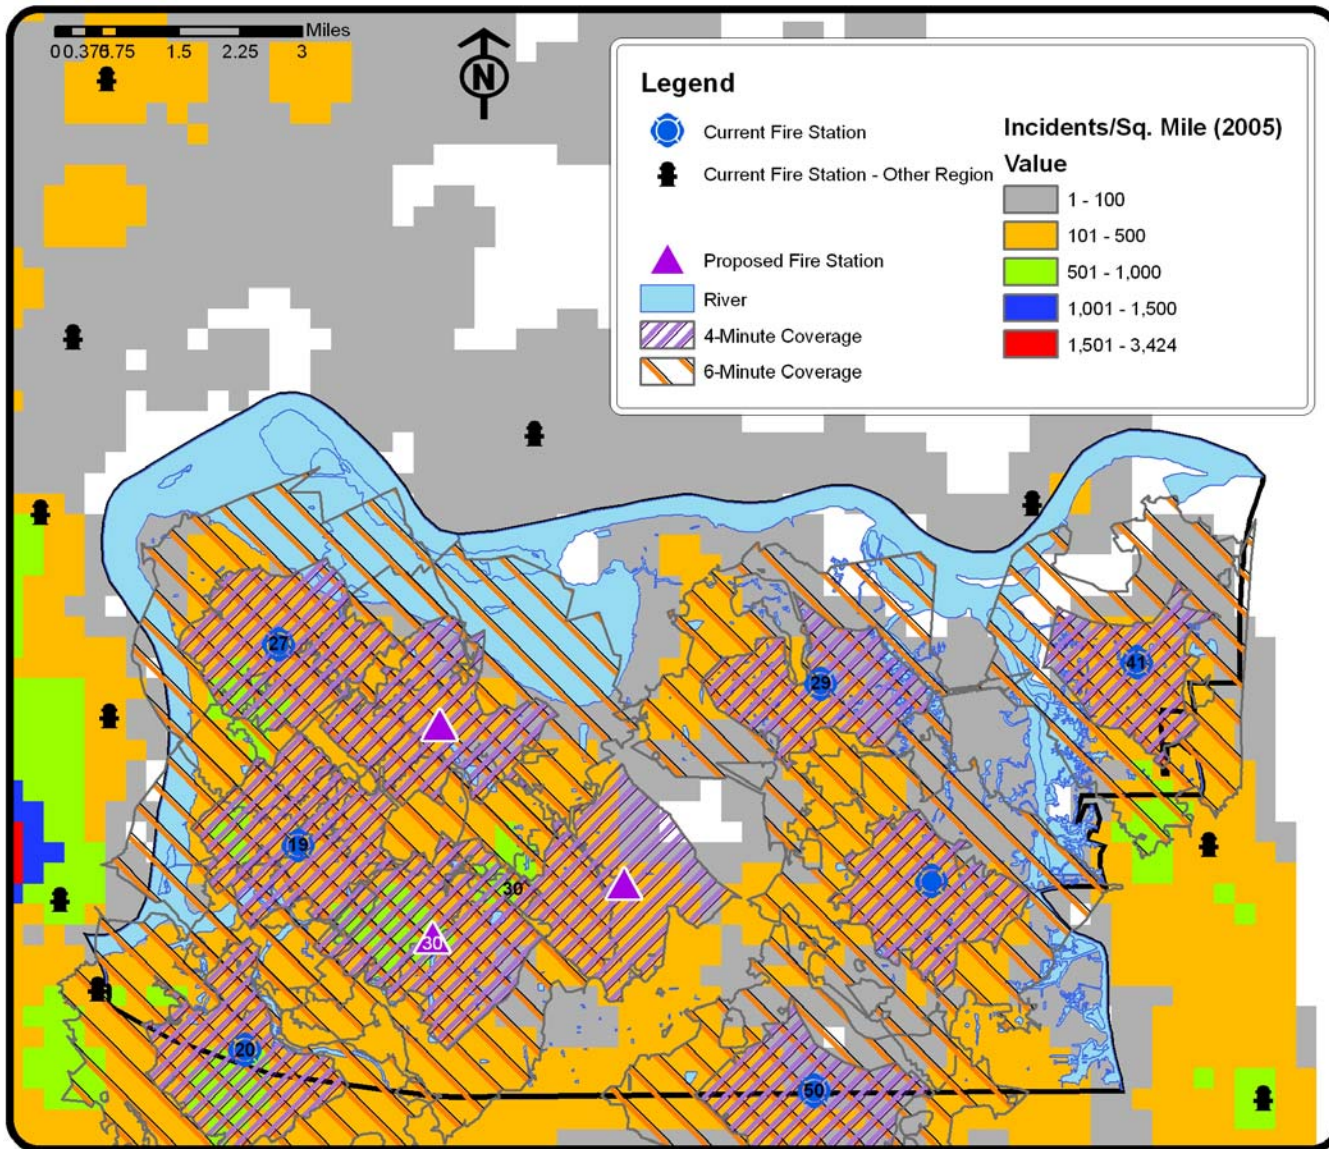 Miles
0 0.375 0.75 1.5 2.25 3
N
Legend
Current Fire Station
Current Fire Station - Other Region
Proposed Fire Station
River
4-Minute Coverage
6-Minute Coverage
Incidents/Sq. Mile (2005)
Value
1 - 100
101 - 500
501 - 1,000
1,001 - 1,500
1,501 - 3,424
27
29
41
19
30
30
20
50